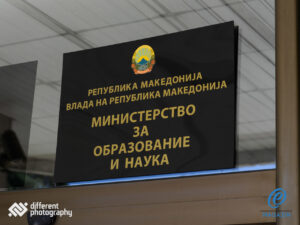 РЕПУБЛИКА МАКЕДОНИЈА
ВЛАДА НА РЕПУБЛИКА МАКЕДОНИЈА
МИНИСТЕРСТВО
ЗА
ОБРАЗОВАНИЕ
И НАУКА
different
photography